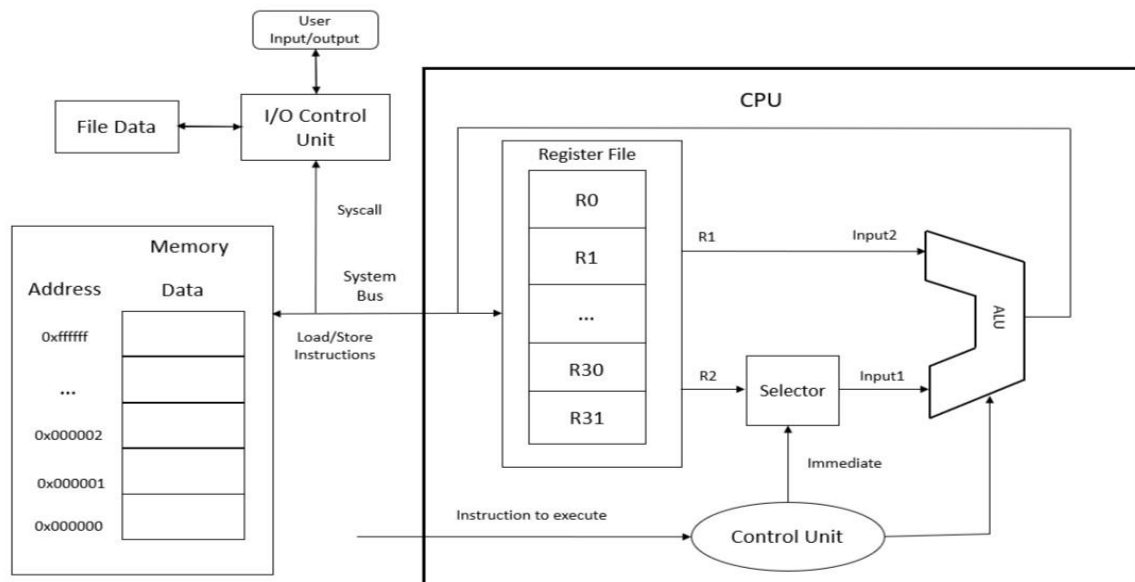 User
Input/output
CPU
File Data
I/O Control
Unit
Register File
R0
Syscall
R1
R1
Input2
Memory
Address
Data
System
Bus
...
ALU
0xffffff
Load/Store
Instructions
R30
R2
Selector
Input1
...
R31
0x000002
Immediate
0x000001
0x000000
Instruction to execute
Control Unit